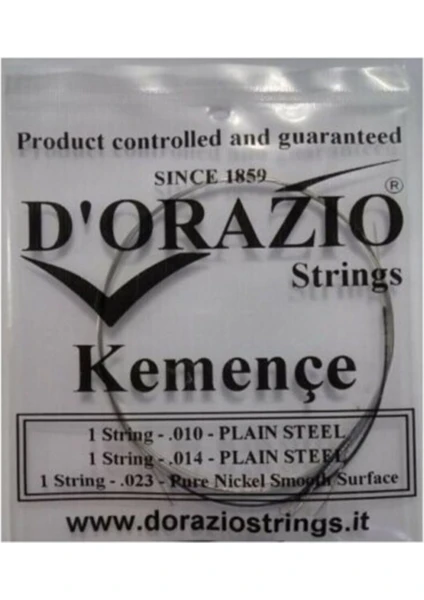 Product controlled and guaranteed
SINCE 1859
®
D'ORAZIO
Strings
Kemençe
1 String - .010 - PLAIN STEEL
1 String - .014 - PLAIN STEEL
1 String - .023 - Pure Nickel Smooth Surface
www.doraziostrings.it